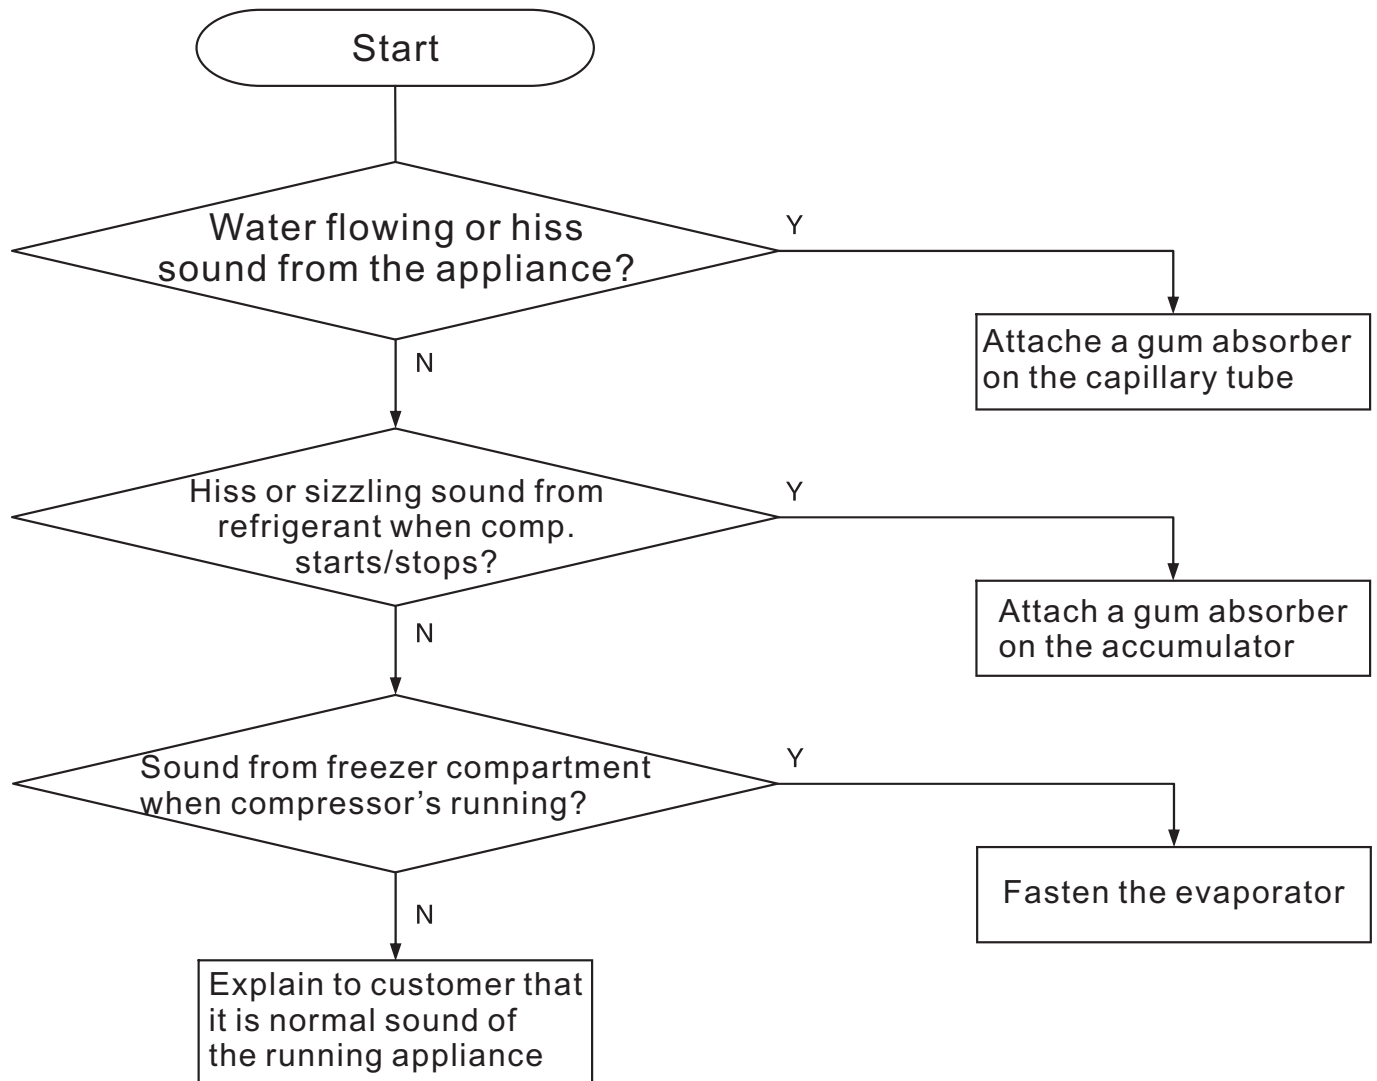 Start
Water flowing or hiss
sound from the appliance?
Y
Attache a gum absorber
on the capillary tube
N
Hiss or sizzling sound from
refrigerant when comp.
starts/stops?
Y
Attach a gum absorber
on the accumulator
N
Sound from freezer compartment
when compressor’s running?
Y
Fasten the evaporator
N
Explain to customer that
it is normal sound of
the running appliance